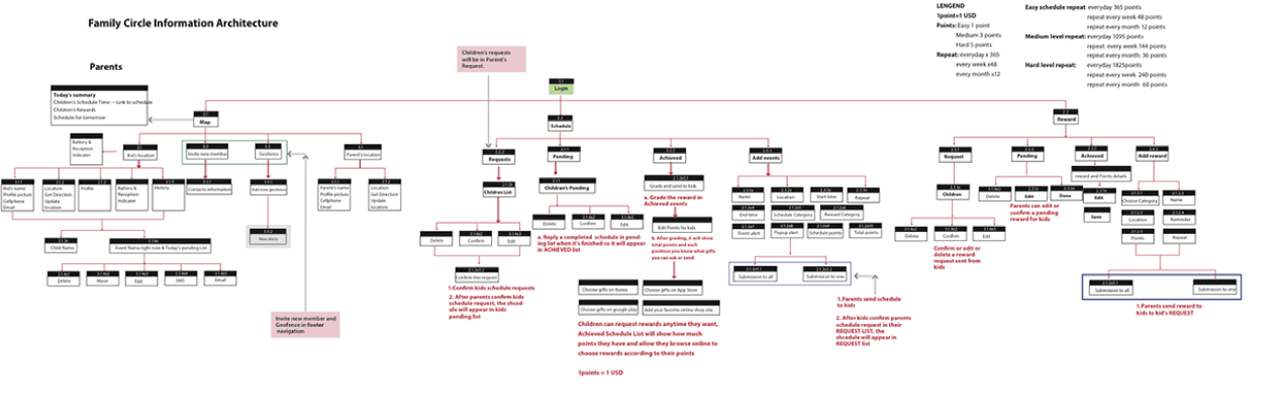 Family Circle Information Architecture
Parents
LENGEND
1point=1 USD
Points: Easy 1 point
Medium 3 points
Hard 5 points
Repeat: everyday x 365
every week x48
every month x12
Easy schedule repeat everyday 365 points
repeat every week 48 points
repeat every month 12 points
Medium level repeat: everyday 1095 points
repeat every week 144 points
repeat every month 36 points
Hard level repeat: everyday 1825points
repeat every week 240 points
repeat every month 60 points
Children's requests
will be in Parent's
Request.
Login
Today's summary
Children's Schedule Time -- Link to schedule
Children's Rewards
Schedule for tomorrow
Map
Schedule
Reward
Battery &
Reception
Indicator
Kid's location
Invite new member
Geofence
Parent's location
Kid's name
Profile picture
Cellphone
Email
Location
Get Direction
Update
location
Profile
Battery &
Reception
Indicator
History
Contacts information
Add new geofence
New alerts
Parent's name
Profile picture
Cellphone
Email
Location
Get Direction
Update
location
Child Name
Event Name right now & Today's pending List
Delete
Move
Edit
SMS
Email
Invite new member and
Geofence in footer
navigation
Requests
Pending
Achieved
Add events
Children List
Delete
Confirm
Edit
Confirm this request
1.Confirm kids schedule requests
2. After parents confirm kids
schedule request, the shced-
ule will appear in kids
pending list
Children's Pending
Delete
Confirm
Edit
a. Reply a completed schedule in pend-
ing list when it's finished so it will appear
in ACHIEVED list
Grade and send to kids
a. Grade the reward in
Achieved events
Edit Points for kids
b. After grading, it will show
total points and each
pointsso you know what gifts
you can ask or send
Choose gifts on itunes
Choose gifts on App Store
Choose gifts on google play
Add your favorite online shop site
Children can request rewards anytime they want,
Achieved Schedule List will show how much
points they have and allow they browse online to
choose rewards according to their points
1points = 1 USD
Name
Location
Start time
Repeat
End time
Schedule Category
Reward Category
Event alert
Popup alert
Schedule points
Total points
Submission to all
Submission to one
1.Parents send schedule
to kids
2. After kids confirm parents
schedule request in their
REQUEST LIST, the
shcedule will appear in
REQUEST list
Request
Pending
Achieved
Add reward
Children
Delete
Confirm
Edit
Confirm or edit or
delete a reward
request sent from
kids
Delete
Edit
Done
Parents can edit or
confirm a pending
reward for kids
reward and Points details
Edit
Save
Choose Category
Name
Location
Reminder
Points
Repeat
Submission to all
Submission to one
1.Parents send reward to
kids to kid's REQUEST